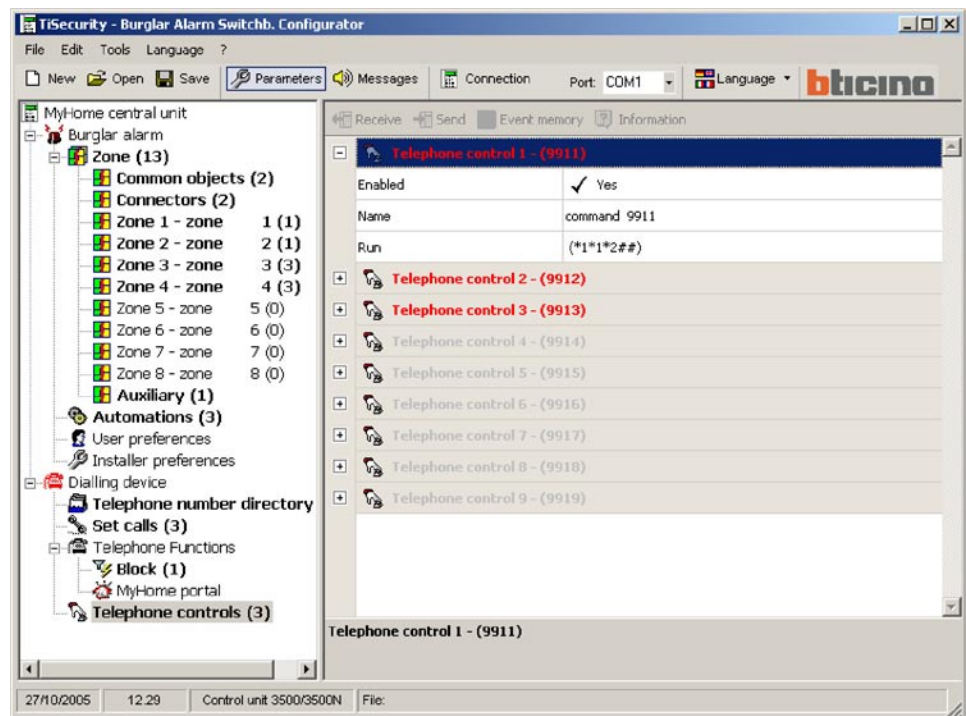 TiSecurity - Burglar Alarm Switchb. Configurator
File Edit Tools Language ?
New Open Save Parameters Messages Connection Port: COM1 Language bticino
MyHome central unit
Burglar alarm
Zone (13)
Common objects (2)
Connectors (2)
Zone 1 - zone 1 (1)
Zone 2 - zone 2 (1)
Zone 3 - zone 3 (3)
Zone 4 - zone 4 (3)
Zone 5 - zone 5 (0)
Zone 6 - zone 6 (0)
Zone 7 - zone 7 (0)
Zone 8 - zone 8 (0)
Auxiliary (1)
Automations (3)
User preferences
Installer preferences
Dialling device
Telephone number directory
Set calls (3)
Telephone Functions
Block (1)
MyHome portal
Telephone controls (3)
Receive Send Event memory Information
Telephone control 1 - (9911)
Enabled Yes
Name command 9911
Run (*1*1*2##)
Telephone control 2 - (9912)
Telephone control 3 - (9913)
Telephone control 4 - (9914)
Telephone control 5 - (9915)
Telephone control 6 - (9916)
Telephone control 7 - (9917)
Telephone control 8 - (9918)
Telephone control 9 - (9919)
Telephone control 1 - (9911)
27/10/2005 12.29 Control unit 3500/3500N File: